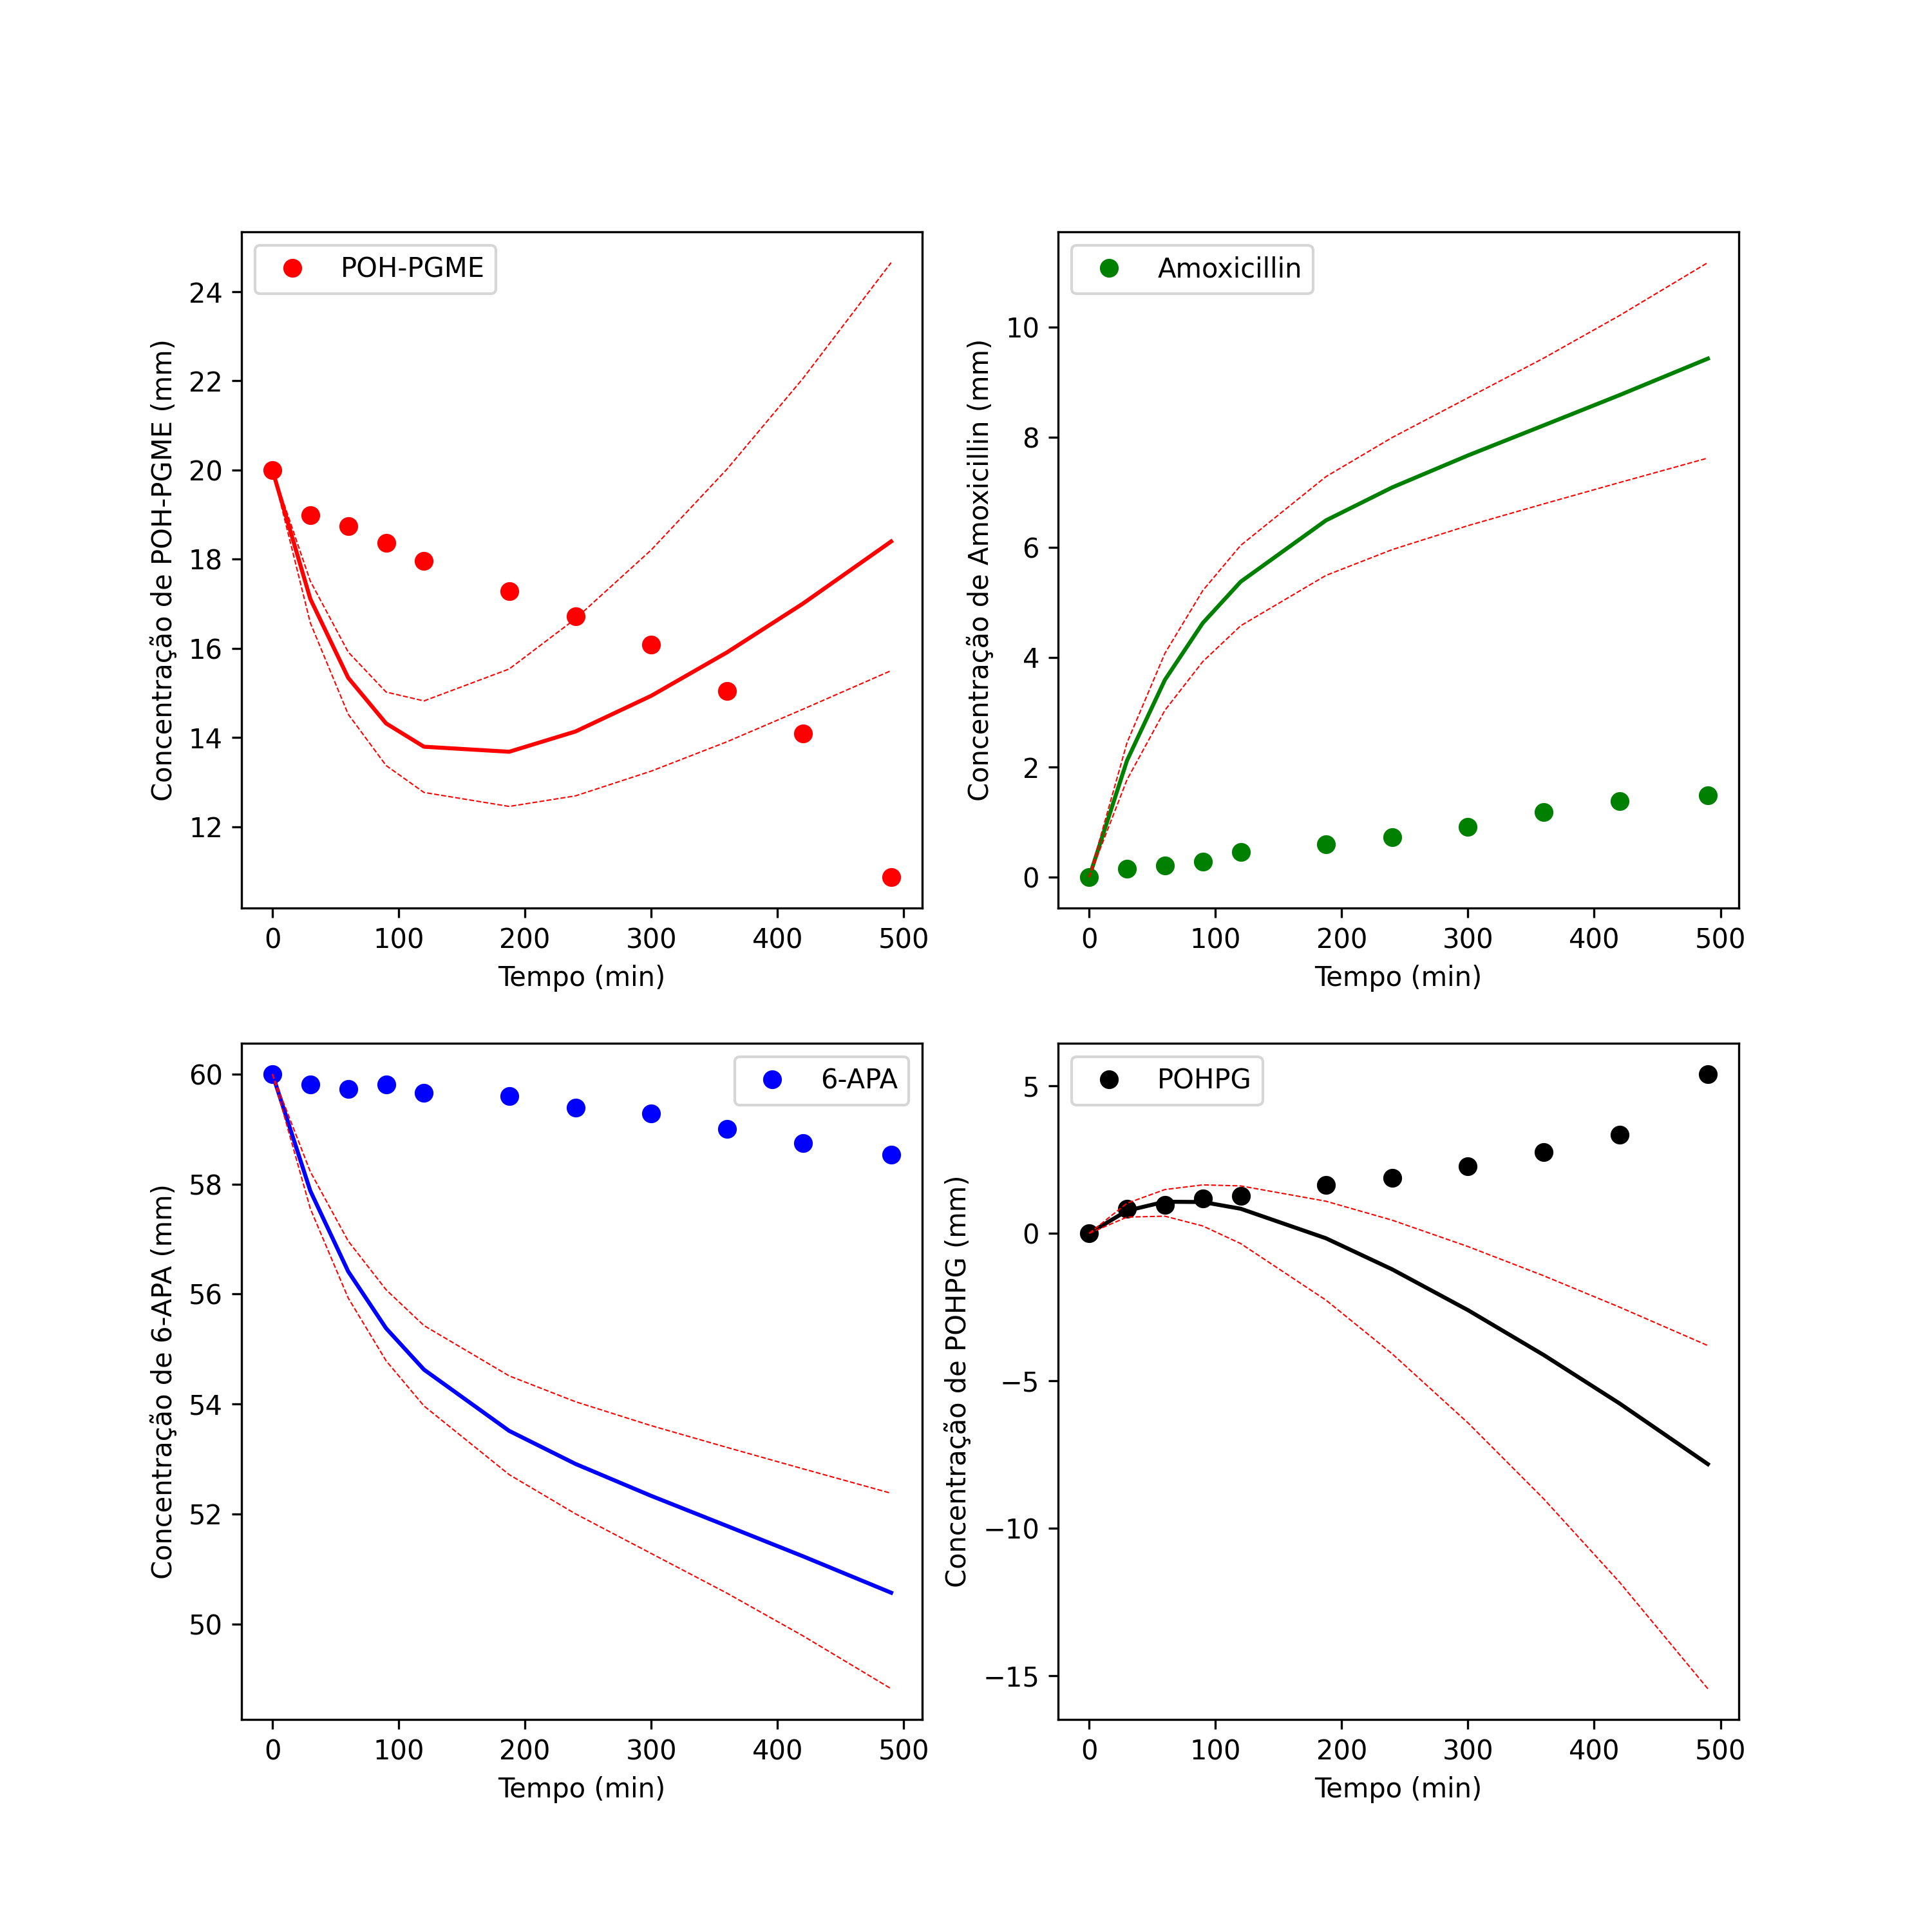 POH-PGME
Concentração de POH-PGME (mm)
24
22
20
18
16
14
12
0 100 200 300 400 500
Tempo (min)
Amoxicillin
Concentração de Amoxicillin (mm)
10
8
6
4
2
0
0 100 200 300 400 500
Tempo (min)
6-APA
Concentração de 6-APA (mm)
60
58
56
54
52
50
0 100 200 300 400 500
Tempo (min)
POHPG
Concentração de POHPG (mm)
5
0
−5
−10
−15
0 100 200 300 400 500
Tempo (min)